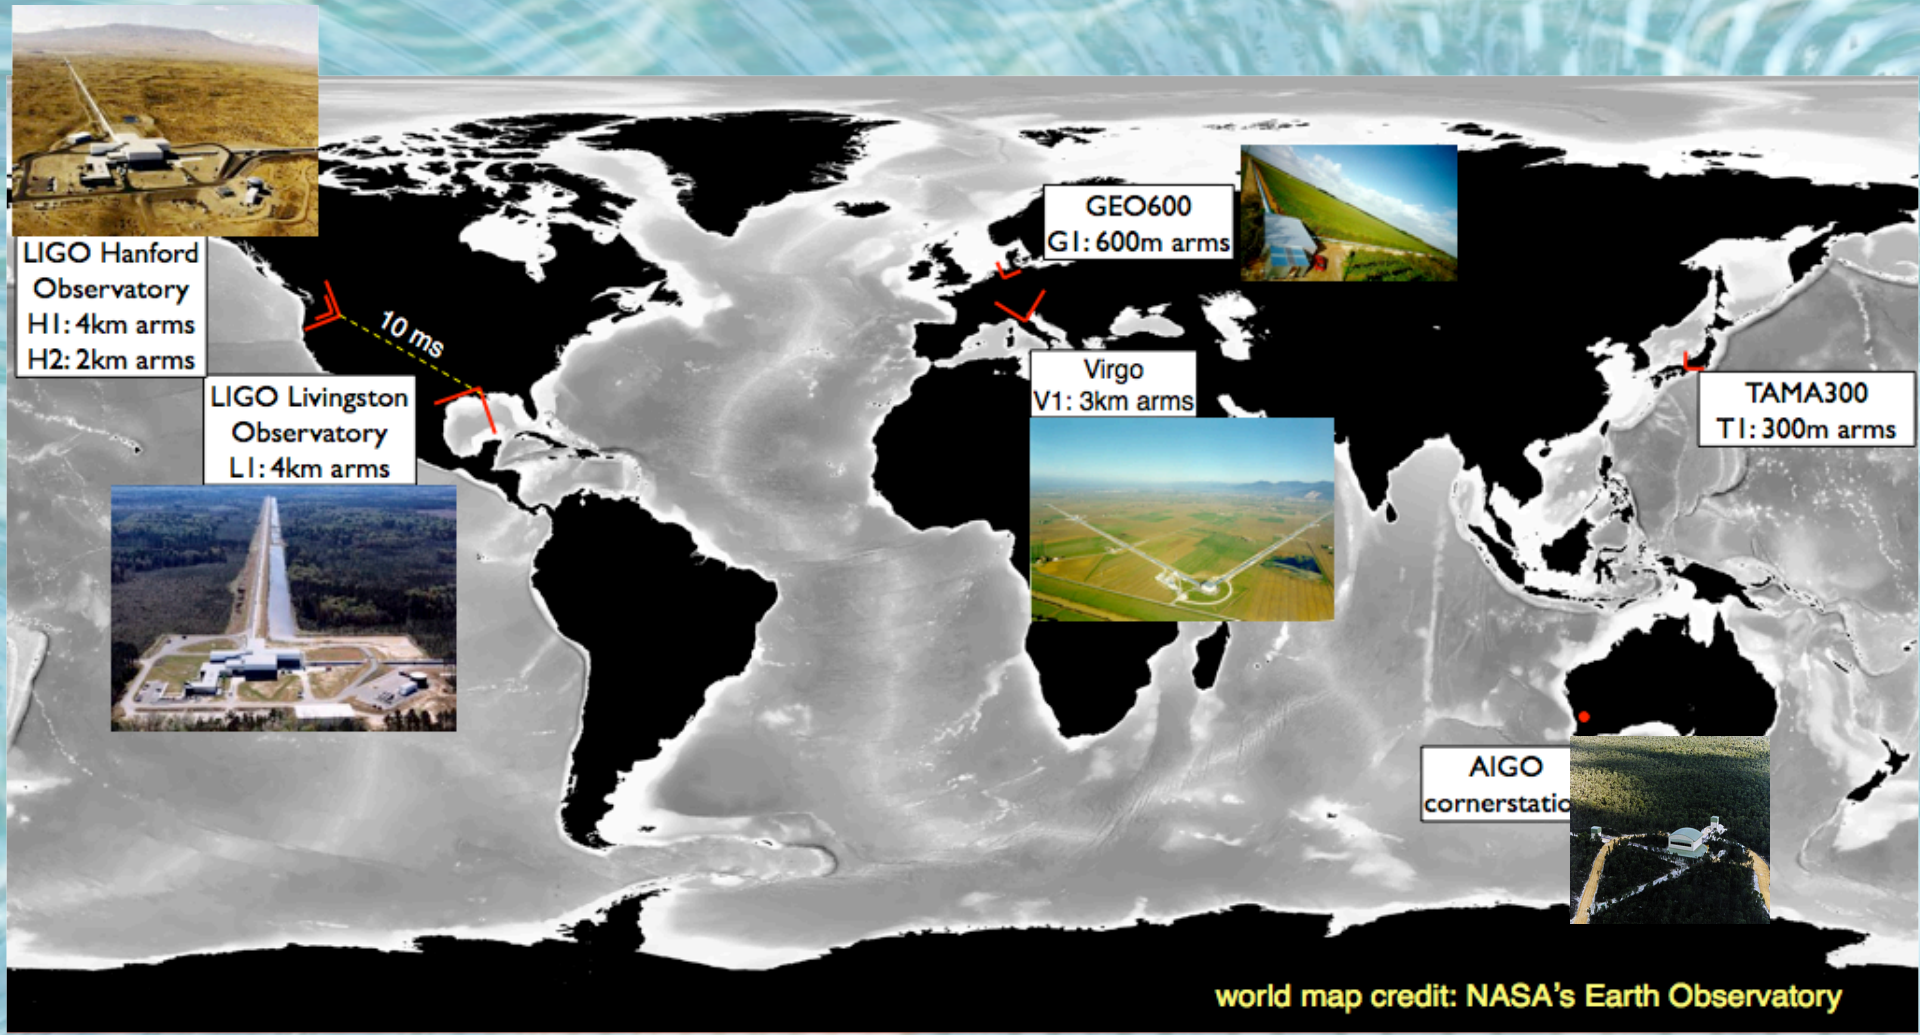 LIGO Hanford
Observatory
H1: 4km arms
H2: 2km arms
10 ms
LIGO Livingston
Observatory
L1: 4km arms
GEO600
G1: 600m arms
Virgo
V1: 3km arms
TAMA300
T1: 300m arms
AIGO
cornerstatio
world map credit: NASA's Earth Observatory